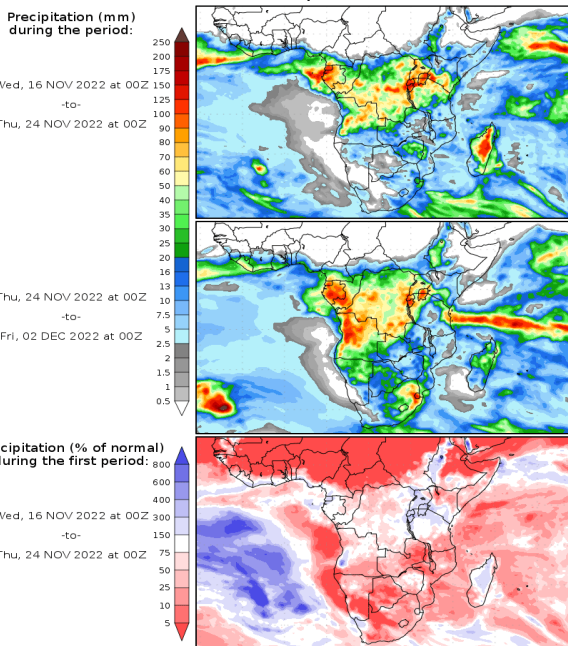 Precipitation (mm)
during the period:
250
200
175
150
125
100
90
80
70
60
50
40
35
30
25
20
16
13
10
7.5
5
2.5
2
1.5
1
0.5
Wed, 16 NOV 2022 at 00Z
-to-
Thu, 24 NOV 2022 at 00Z
Thu, 24 NOV 2022 at 00Z
-to-
Fri, 02 DEC 2022 at 00Z
cipitation (% of normal)
during the first period:
800
600
400
300
150
75
50
25
10
5
Wed, 16 NOV 2022 at 00Z
-to-
Thu, 24 NOV 2022 at 00Z